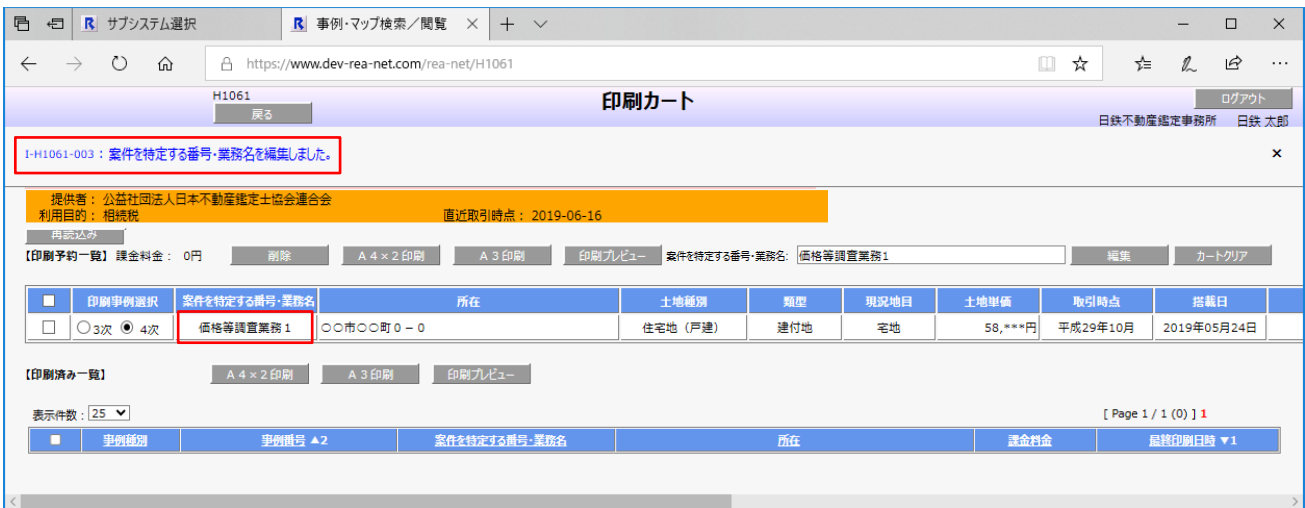 サブシステム選択
事例・マップ検索／閲覧
https://www.dev-rea-net.com/rea-net/H1061
H1061
戻る
印刷カート
ログアウト
日鉄不動産鑑定事務所 日鉄 太郎
I-H1061-003：案件を特定する番号・業務名を編集しました。
提供者： 公益社団法人日本不動産鑑定士協会連合会
利用目的： 相続税 直近取引時点： 2019-06-16
再読込み
【印刷予約一覧】 課金料金： 0円 削除 Ａ４×２印刷 Ａ３印刷 印刷プレビュー 案件を特定する番号・業務名: 価格等調査業務1 編集 カートクリア
印刷事例選択 案件を特定する番号・業務名 所在 土地種別 類型 現況地目 土地単価 取引時点 搭載日
3次 4次 価格等調査業務１ 〇〇市〇〇町０－０ 住宅地（戸建） 建付地 宅地 58,***円 平成29年10月 2019年05月24日
【印刷済み一覧】 Ａ４×２印刷 Ａ３印刷 印刷プレビュー
表示件数： 25 [ Page 1 / 1 (0) ] 1
事例種別 事例番号 ▲2 案件を特定する番号・業務名 所在 課金料金 最終印刷日時 ▼1